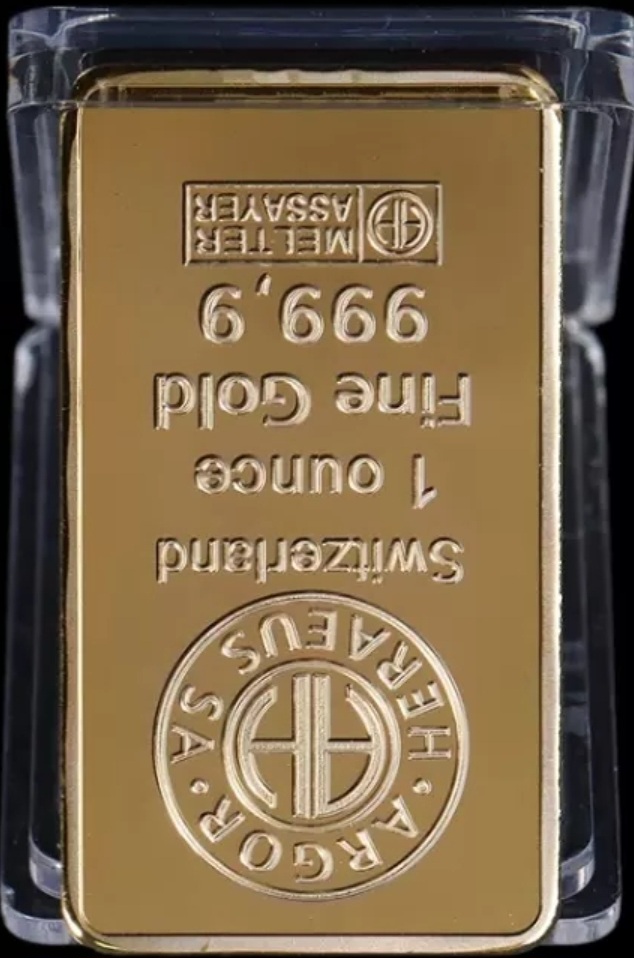 ARGOR · HERAEUS SA ·
Switzerland
1 ounce
Fine Gold
999,9
MELTER
ASSAYER